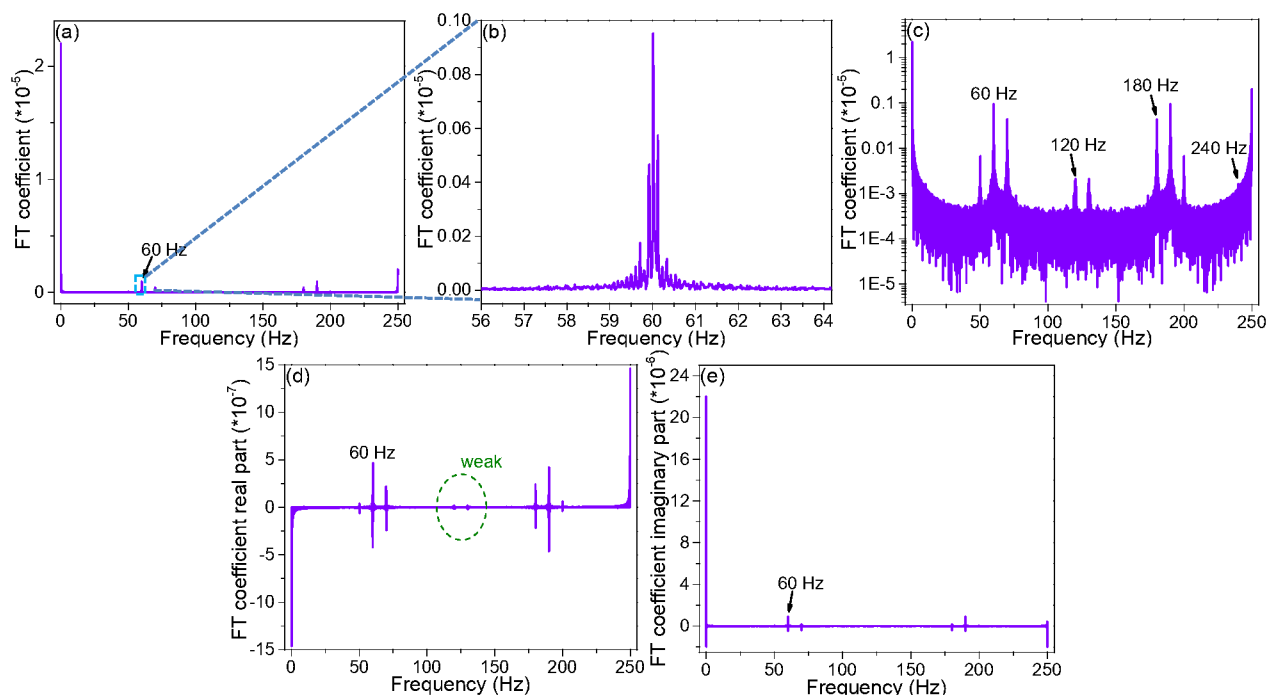 (a)
FT coefficient (*10^-5)
2
1
0
60 Hz
0 50 100 150 200 250
Frequency (Hz)
(b)
FT coefficient (*10^-5)
0.10
0.08
0.06
0.04
0.02
0.00
56 57 58 59 60 61 62 63 64
Frequency (Hz)
(c)
FT coefficient (*10^-5)
1
0.1
0.01
1E-3
1E-4
1E-5
60 Hz
180 Hz
120 Hz
240 Hz
0 50 100 150 200 250
Frequency (Hz)
(d)
FT coefficient real part (*10^-7)
15
10
5
0
-5
-10
-15
60 Hz
weak
0 50 100 150 200 250
Frequency (Hz)
(e)
FT coefficient imaginary part (*10^-6)
24
20
16
12
8
4
0
60 Hz
0 50 100 150 200 250
Frequency (Hz)